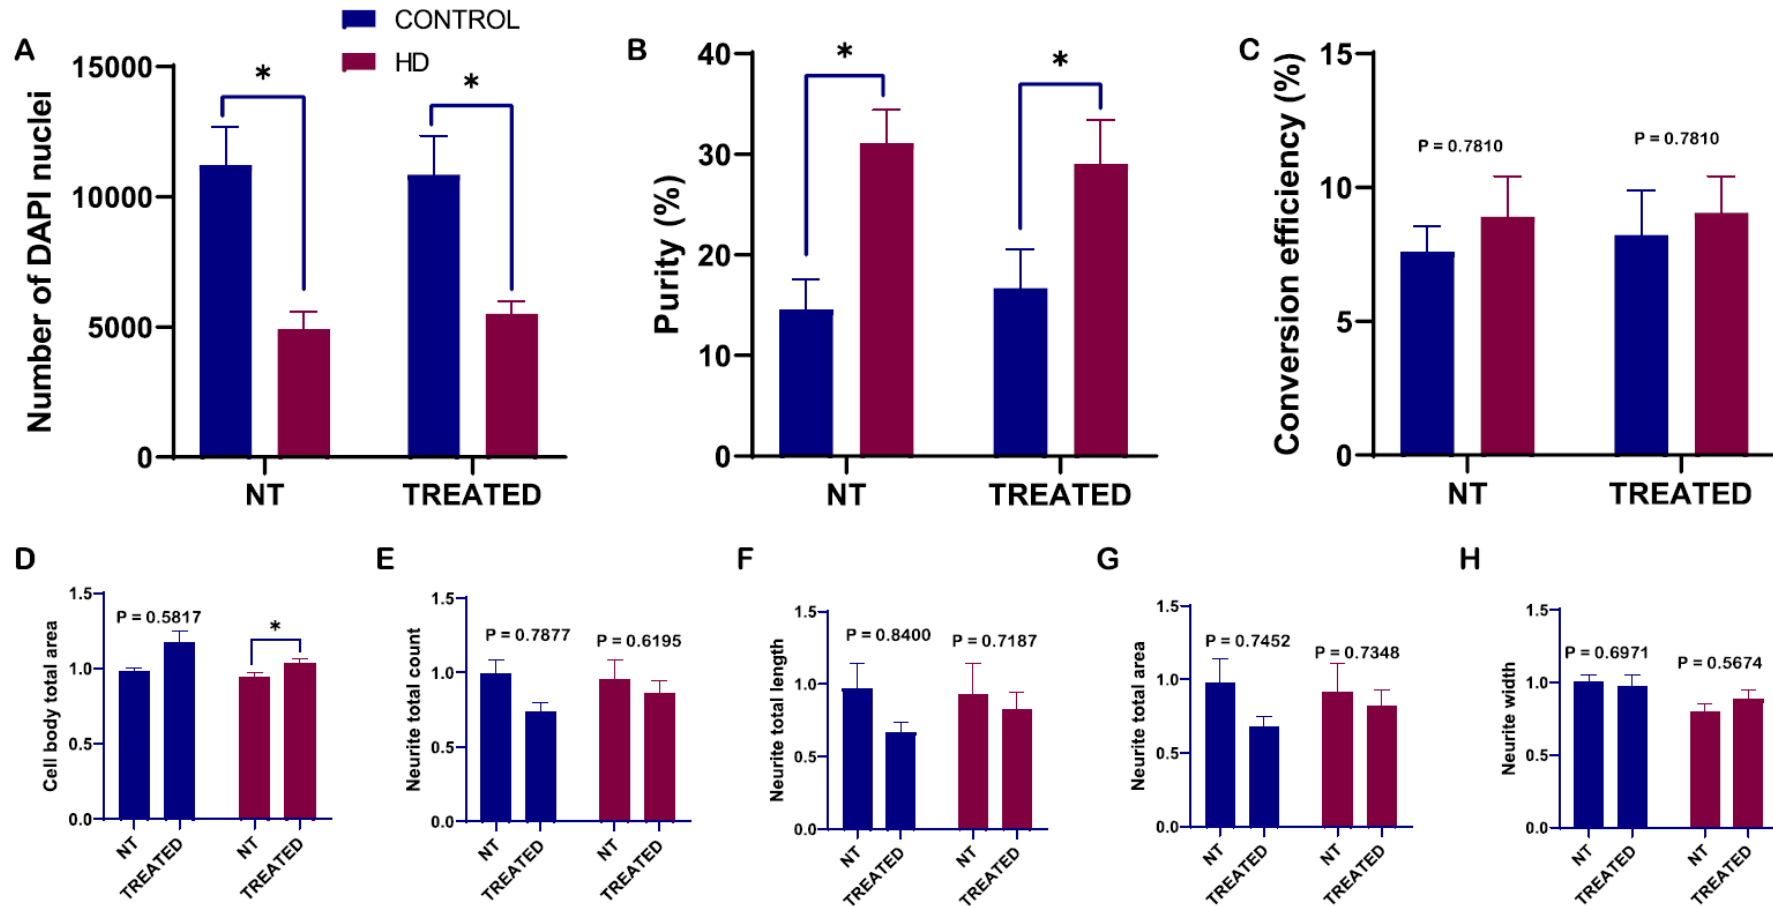 CONTROL
HD
A
Number of DAPI nuclei
15000
10000
5000
0
*
*
NT
TREATED
B
Purity (%)
40
30
20
10
0
*
*
NT
TREATED
C
Conversion efficiency (%)
15
10
5
0
P = 0.7810
P = 0.7810
NT
TREATED
D
Cell body total area
1.5
1.0
0.5
0.0
P = 0.5817
*
NT
TREATED
NT
TREATED
E
Neurite total count
1.5
1.0
0.5
0.0
P = 0.7877
P = 0.6195
NT
TREATED
NT
TREATED
F
Neurite total length
1.5
1.0
0.5
0.0
P = 0.8400
P = 0.7187
NT
TREATED
NT
TREATED
G
Neurite total area
1.5
1.0
0.5
0.0
P = 0.7452
P = 0.7348
NT
TREATED
NT
TREATED
H
Neurite width
1.5
1.0
0.5
0.0
P = 0.6971
P = 0.5674
NT
TREATED
NT
TREATED